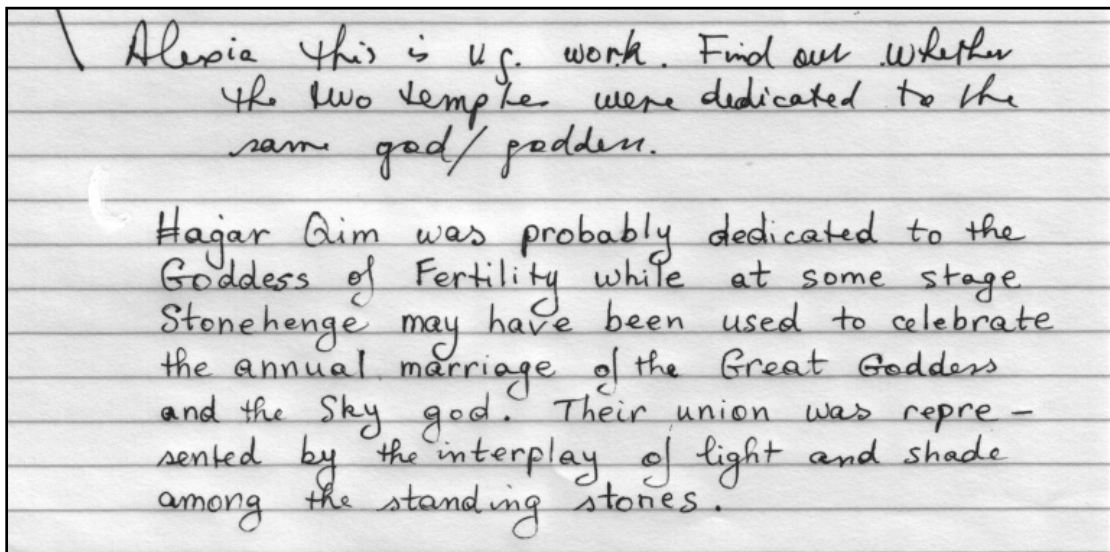 Alexia this is v.g. work. Find out whether
the two temples were dedicated to the
same god/goddess.
Hagar Qim was probably dedicated to the
Goddess of Fertility while at some stage
Stonehenge may have been used to celebrate
the annual marriage of the Great Goddess
and the Sky god. Their union was repre-
sented by the interplay of light and shade
among the standing stones.